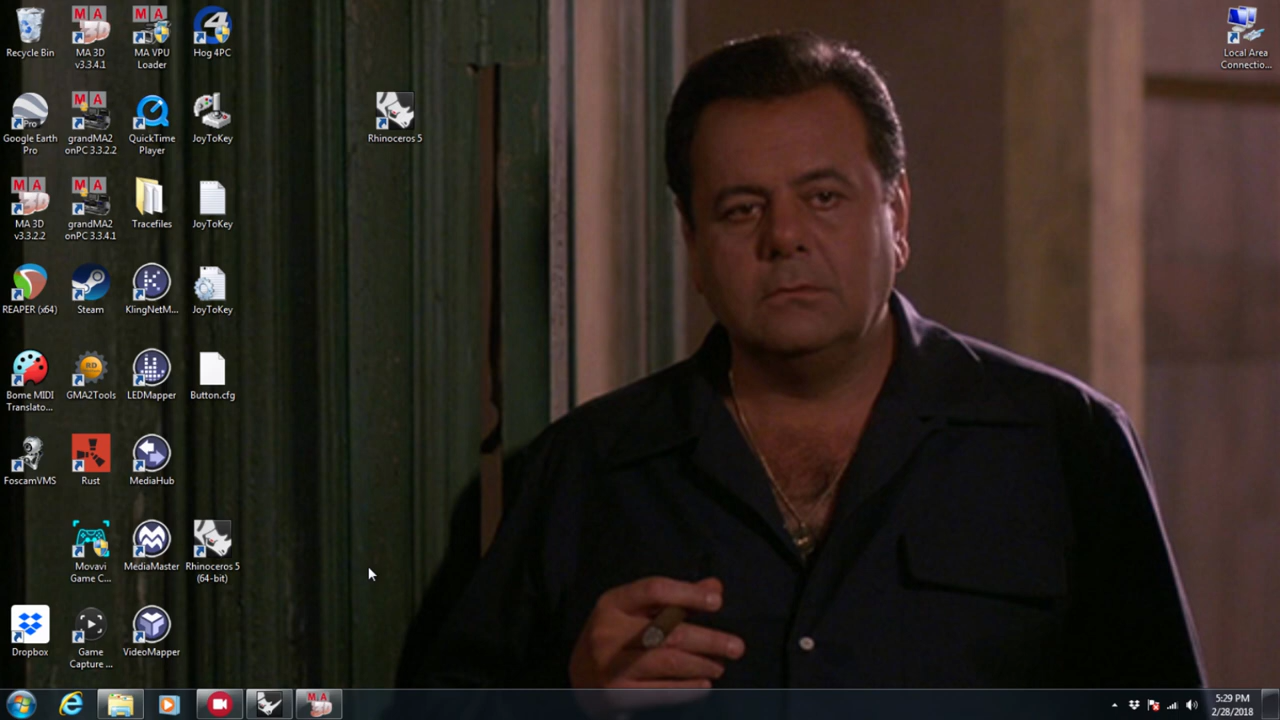 Recycle Bin
MA 3D
v3.3.4.1
MA VPU
Loader
Hog 4PC
Local Area
Connectio...
Google Earth
Pro
grandMA2
onPC 3.3.2.2
QuickTime
Player
JoyToKey
Rhinoceros 5
MA 3D
v3.3.2.2
grandMA2
onPC 3.3.4.1
Tracefiles
JoyToKey
REAPER (x64)
Steam
KlingNetM...
JoyToKey
Bome MIDI
Translato...
GMA2Tools
RD
LEDMapper
Button.cfg
FoscamVMS
Rust
MediaHub
Movavi
Game C...
MediaMaster
Rhinoceros 5
(64-bit)
Dropbox
Game
Capture ...
VideoMapper
5:29 PM
2/28/2018